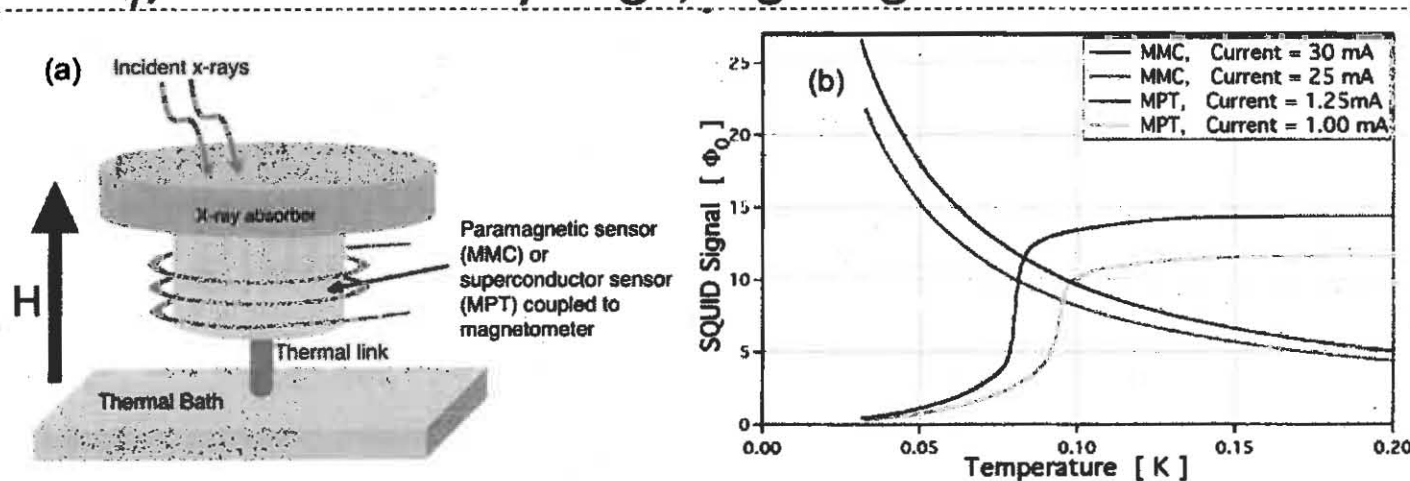 (a)
Incident x-rays
X-ray absorber
H
Paramagnetic sensor
(MMC) or
superconductor sensor
(MPT) coupled to
magnetometer
Thermal link
Thermal Bath
(b)
MMC, Current = 30 mA
MMC, Current = 25 mA
MPT, Current = 1.25mA
MPT, Current = 1.00 mA
SQUID Signal [ Φ₀ ]
25
20
15
10
5
0
0.00
0.05
0.10
0.15
0.20
Temperature [ K ]